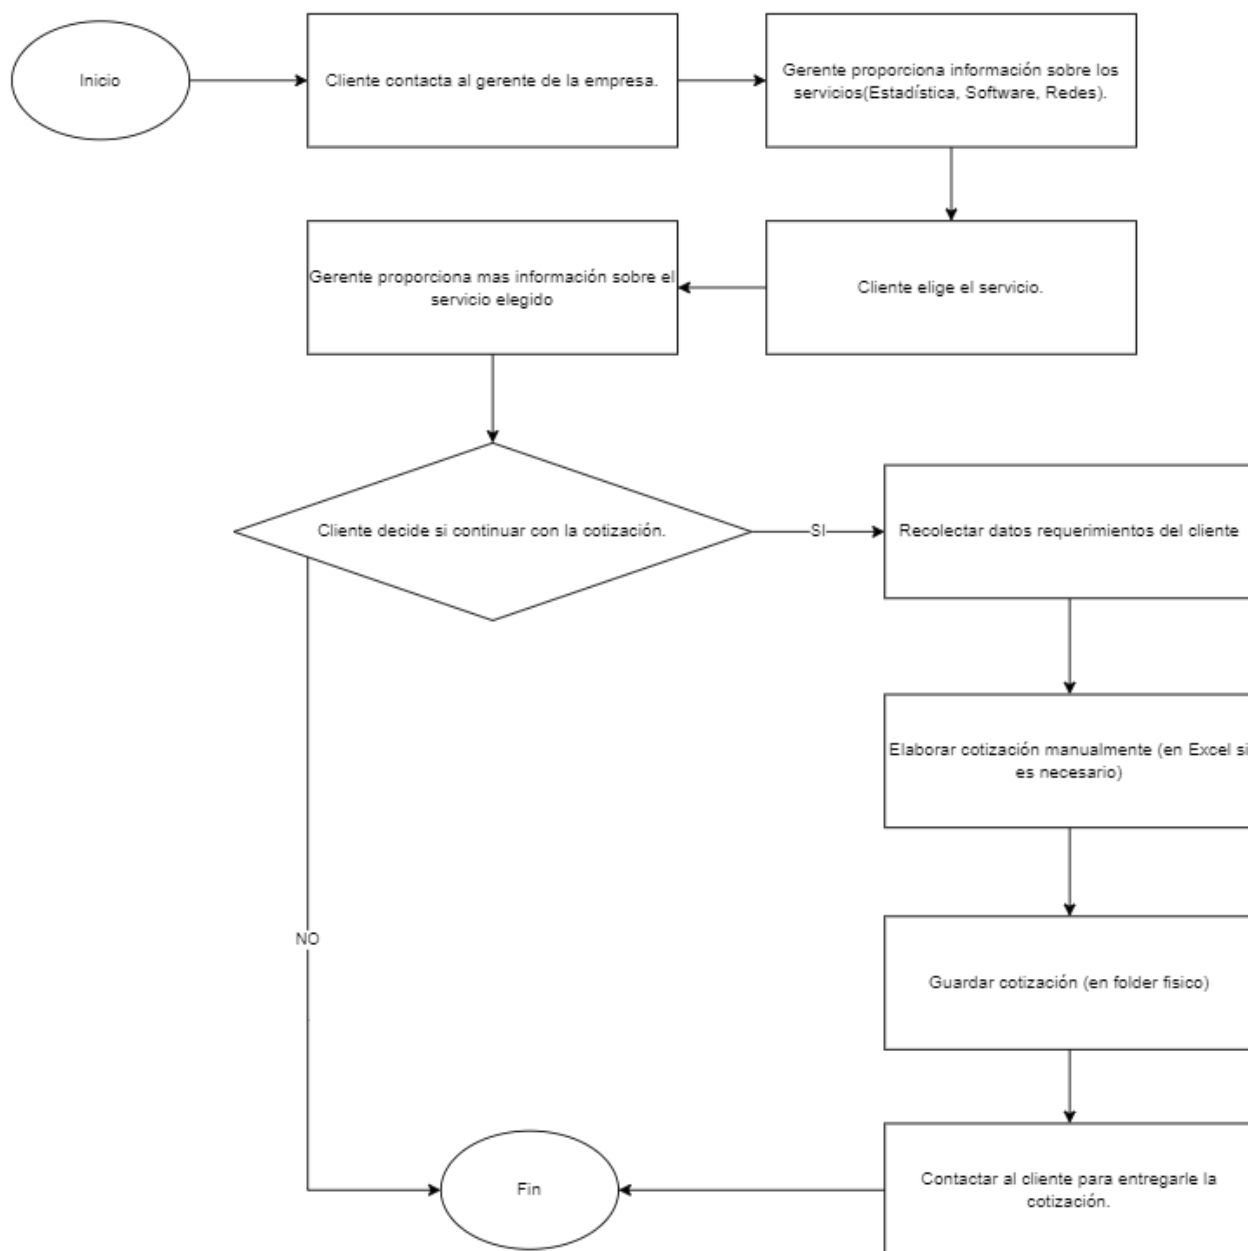 Inicio
Cliente contacta al gerente de la empresa.
Gerente proporciona información sobre los
servicios(Estadística, Software, Redes).
Gerente proporciona mas información sobre el
servicio elegido
Cliente elige el servicio.
Cliente decide si continuar con la cotización.
SI
Recolectar datos requerimientos del cliente
Elaborar cotización manualmente (en Excel si
es necesario)
NO
Guardar cotización (en folder fisico)
Fin
Contactar al cliente para entregarle la
cotización.